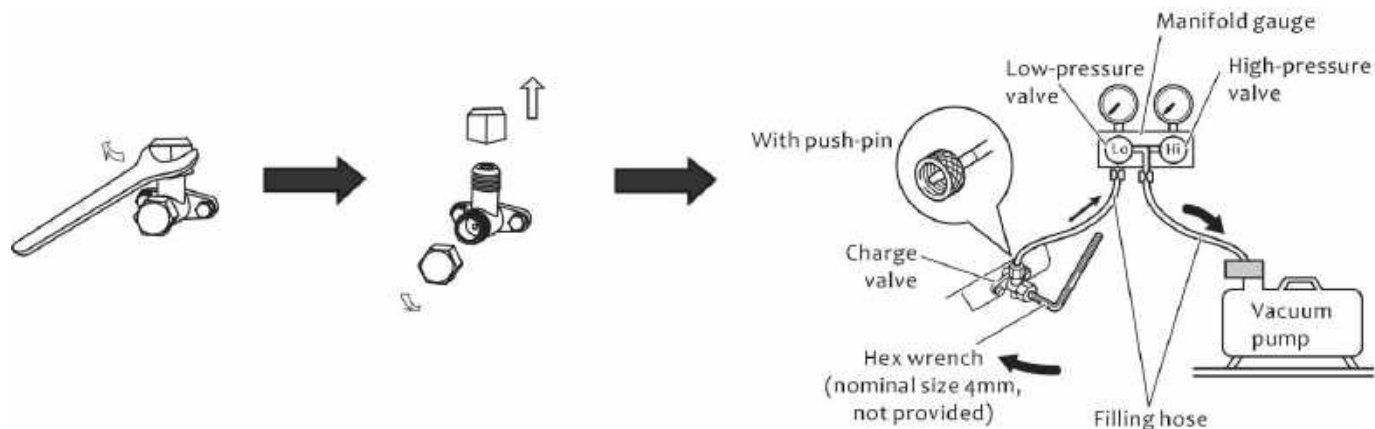 Manifold gauge
Low-pressure
valve
High-pressure
valve
With push-pin
Lo
Hi
Charge
valve
Vacuum
pump
Hex wrench
(nominal size 4mm,
not provided)
Filling hose